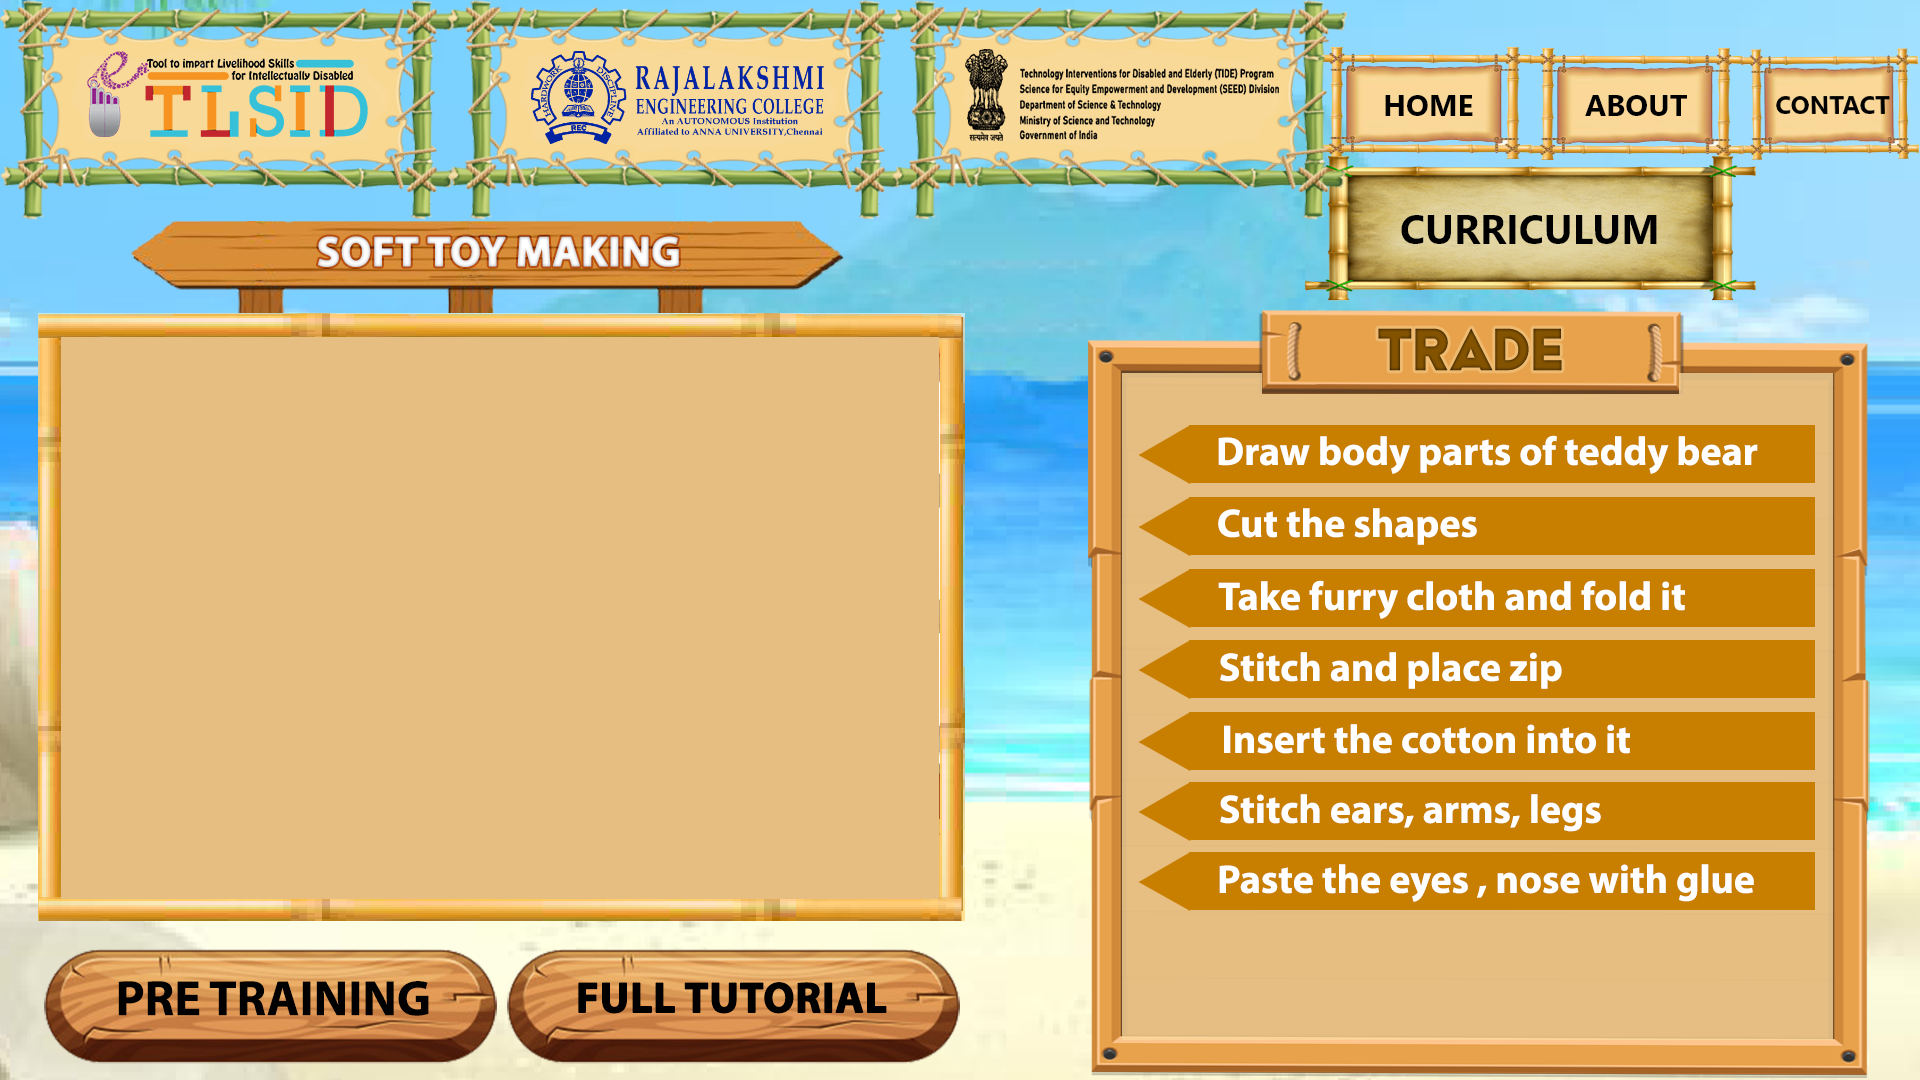 Tool to impart Livelihood Skills
for Intellectually Disabled
e
TLSID
HARDWORK DISCIPLINE
REC
RAJALAKSHMI
ENGINEERING COLLEGE
An AUTONOMOUS Institution
Affiliated to ANNA UNIVERSITY,Chennai
सत्यमेव जयते
Technology Interventions for Disabled and Elderly (TIDE) Program
Science for Equity Empowerment and Development (SEED) Division
Department of Science & Technology
Ministry of Science and Technology
Government of India
HOME
ABOUT
CONTACT
CURRICULUM
SOFT TOY MAKING
TRADE
Draw body parts of teddy bear
Cut the shapes
Take furry cloth and fold it
Stitch and place zip
Insert the cotton into it
Stitch ears, arms, legs
Paste the eyes , nose with glue
PRE TRAINING
FULL TUTORIAL